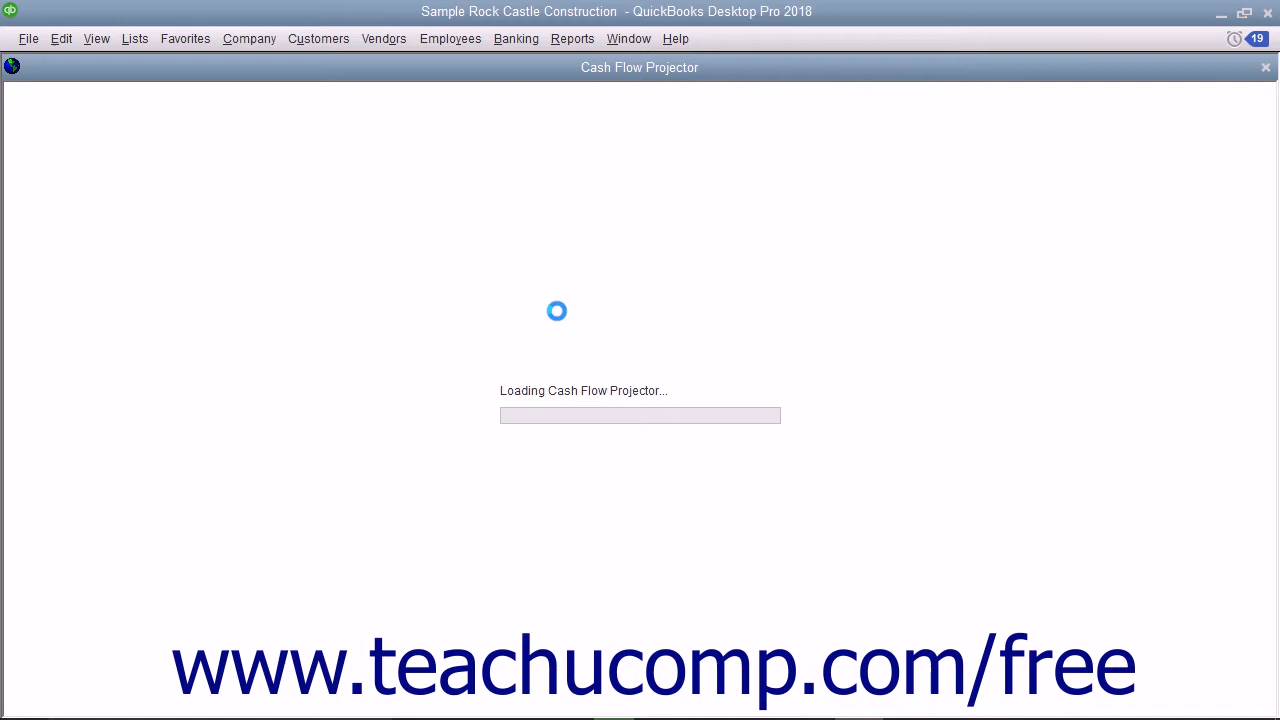 qb
Sample Rock Castle Construction - QuickBooks Desktop Pro 2018
File Edit View Lists Favorites Company Customers Vendors Employees Banking Reports Window Help 19
Cash Flow Projector
Loading Cash Flow Projector...
www.teachucomp.com/free